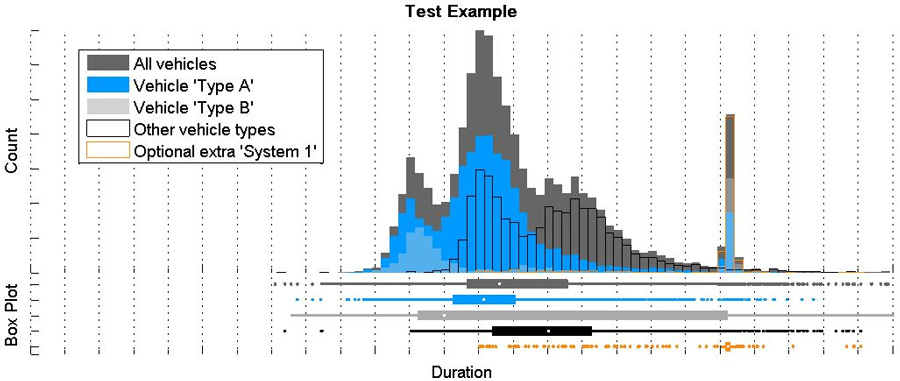 Test Example
All vehicles
Vehicle 'Type A'
Vehicle 'Type B'
Other vehicle types
Optional extra 'System 1'
Count
Box Plot
Duration